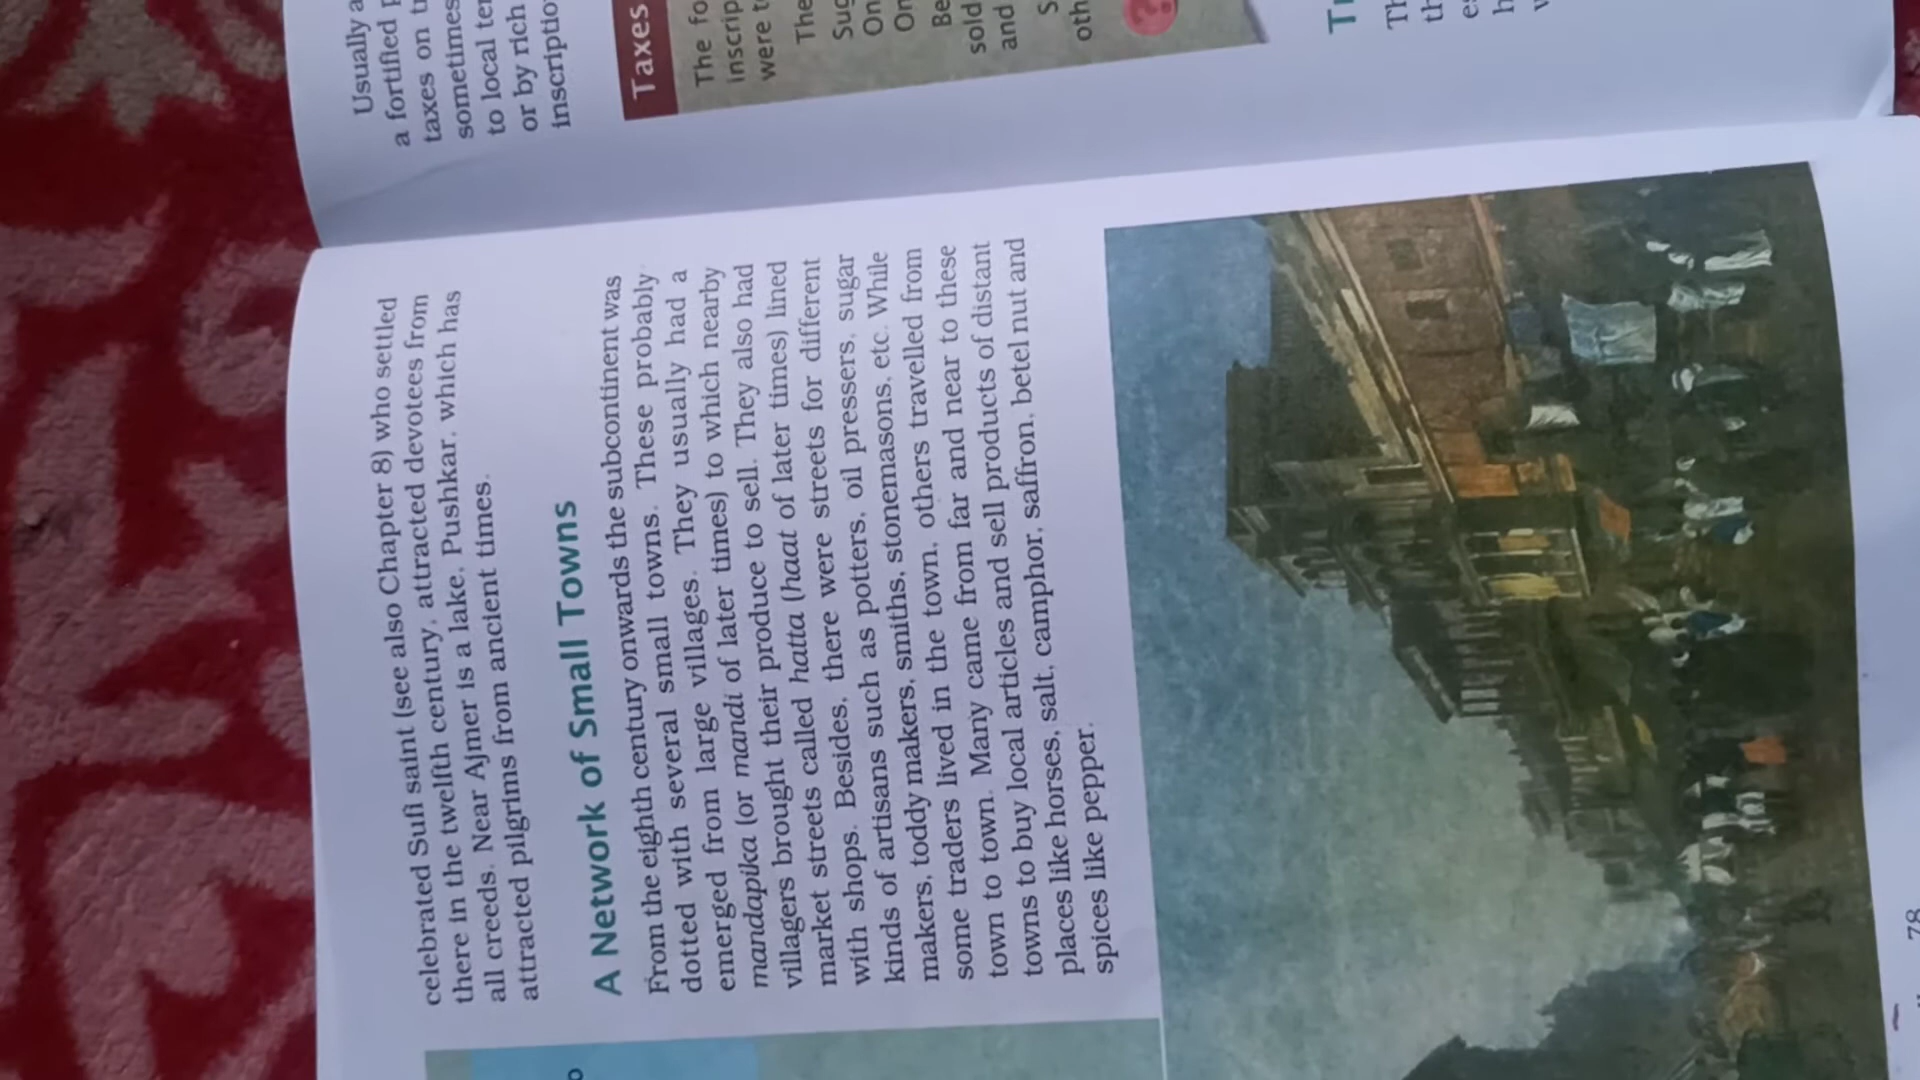 celebrated Sufi saint (see also Chapter 8) who settled
there in the twelfth century, attracted devotees from
all creeds. Near Ajmer is a lake, Pushkar, which has
attracted pilgrims from ancient times.
A Network of Small Towns
From the eighth century onwards the subcontinent was
dotted with several small towns. These probably
emerged from large villages. They usually had a
mandapika (or mandi of later times) to which nearby
villagers brought their produce to sell. They also had
market streets called hatta (haat of later times) lined
with shops. Besides, there were streets for different
kinds of artisans such as potters, oil pressers, sugar
makers, toddy makers, smiths, stonemasons, etc. While
some traders lived in the town, others travelled from
town to town. Many came from far and near to these
towns to buy local articles and sell products of distant
places like horses, salt, camphor, saffron, betel nut and
spices like pepper.
78
Usually
a fortified
taxes on
sometimes
to local
or by rich
Taxes
The
were
The
On
On
sold
and